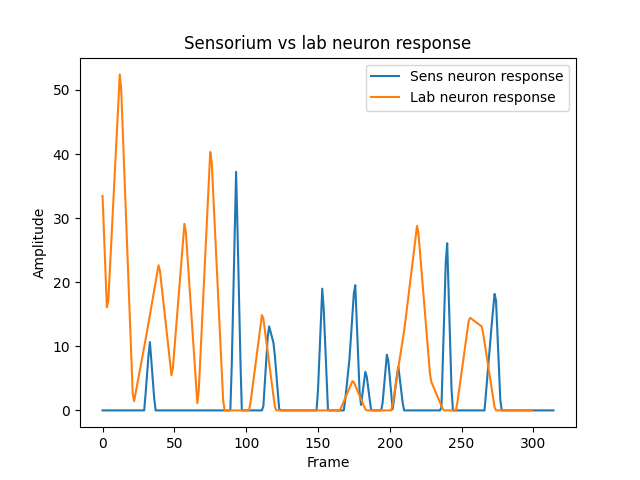 Sensorium vs lab neuron response
Sens neuron response
Lab neuron response
50
40
30
20
10
0
Amplitude
0 50 100 150 200 250 300
Frame